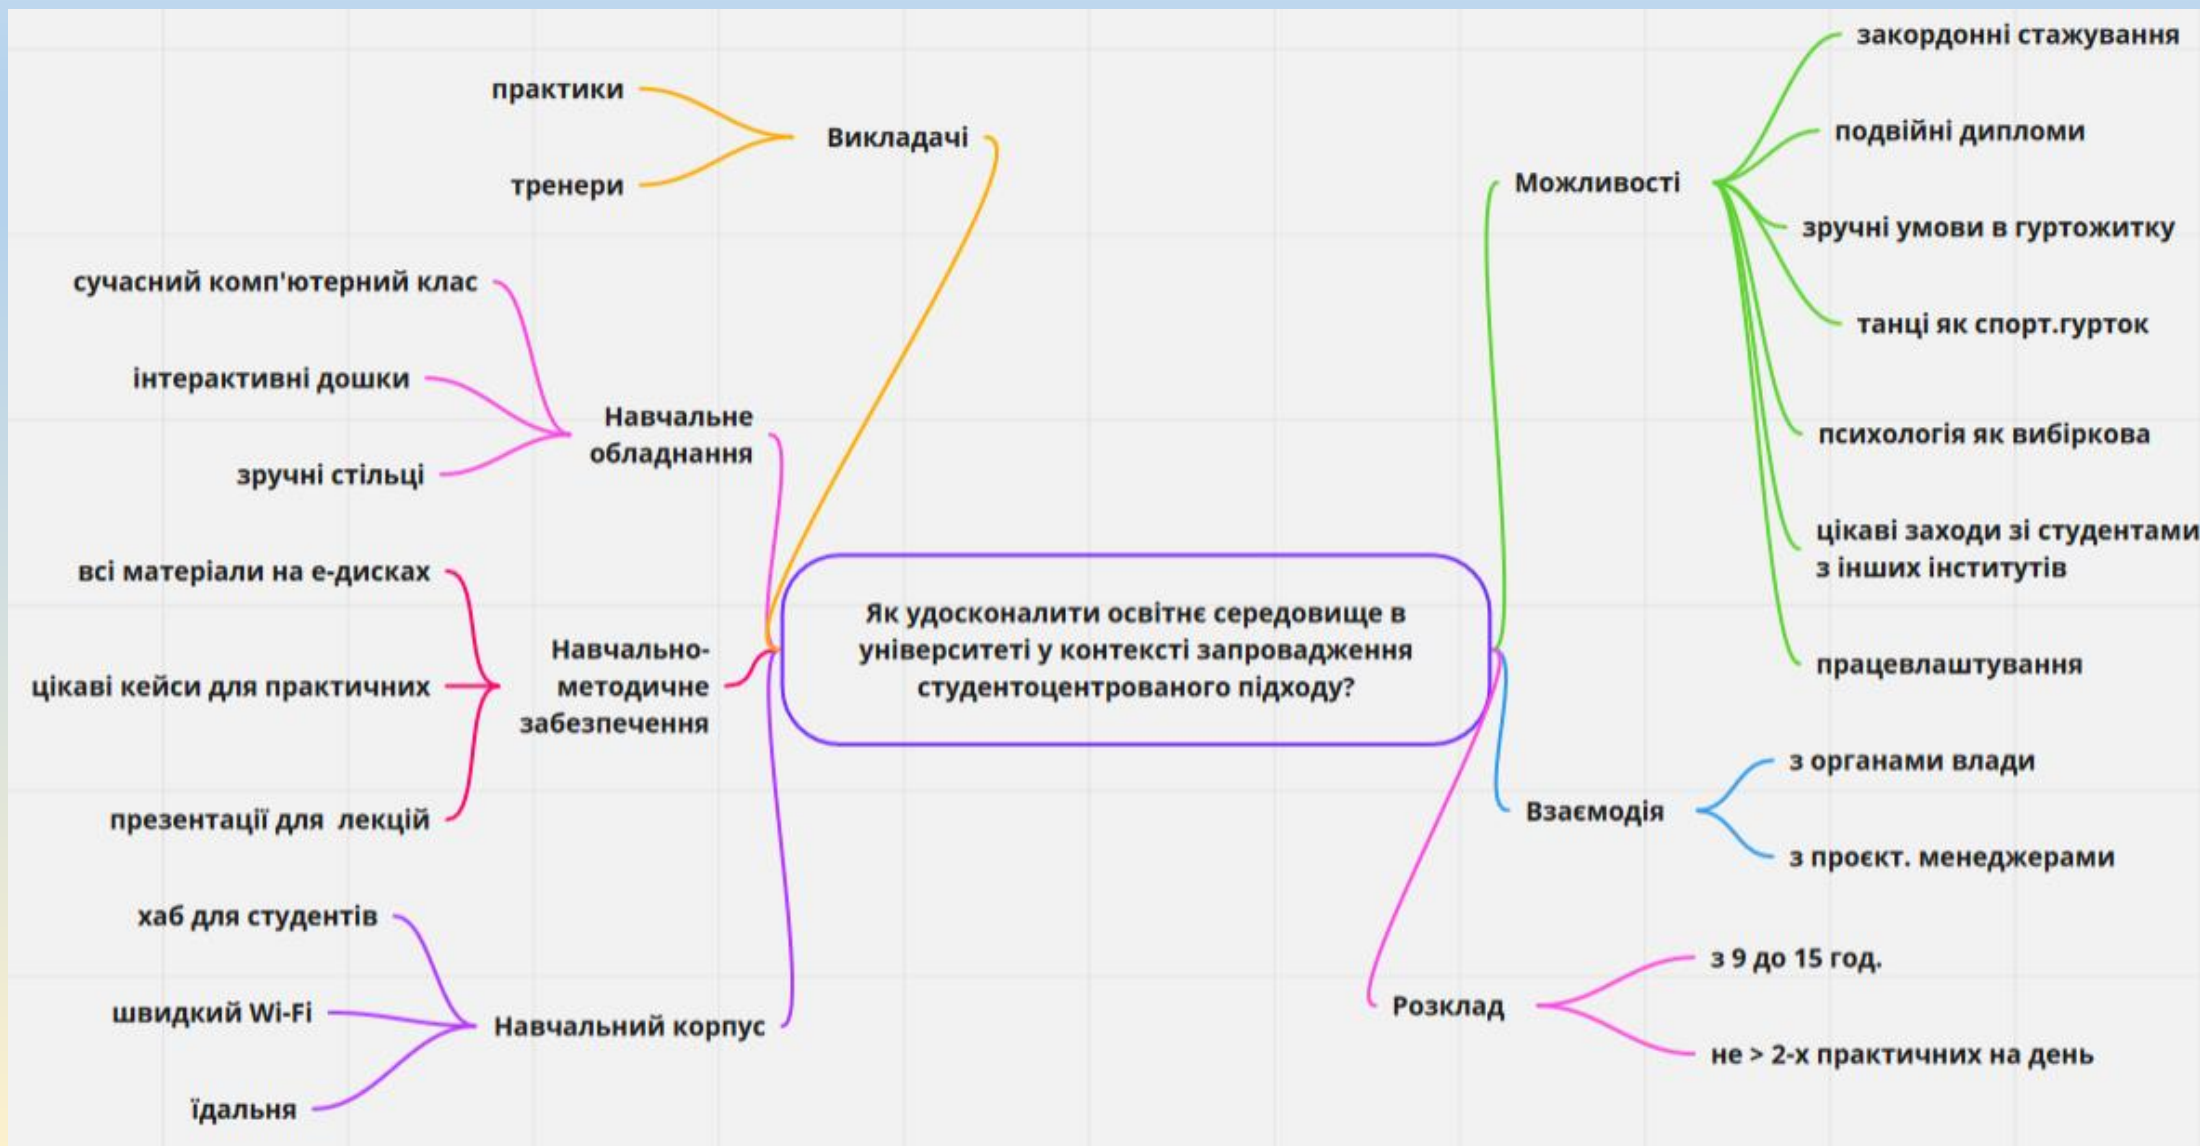 Як удосконалити освітнє середовище в
університеті у контексті запровадження
студентоцентрованого підходу?
Викладачі
практики
тренери
Навчальне
обладнання
сучасний комп'ютерний клас
інтерактивні дошки
зручні стільці
Навчально-
методичне
забезпечення
всі матеріали на е-дисках
цікаві кейси для практичних
презентації для  лекцій
Навчальний корпус
хаб для студентів
швидкий Wi-Fi
їдальня
Можливості
закордонні стажування
подвійні дипломи
зручні умови в гуртожитку
танці як спорт.гурток
психологія як вибіркова
цікаві заходи зі студентами
з інших інститутів
працевлаштування
Взаємодія
з органами влади
з проєкт. менеджерами
Розклад
з 9 до 15 год.
не > 2-х практичних на день